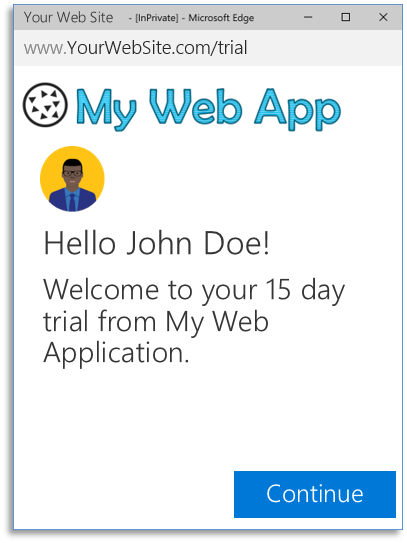 Your Web Site - [InPrivate] - Microsoft Edge
www.YourWebSite.com/trial
My Web App
Hello John Doe!
Welcome to your 15 day
trial from My Web
Application.
Continue